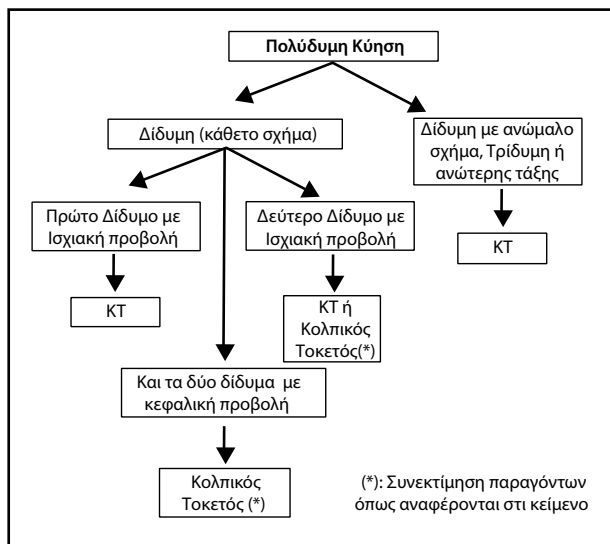 Πολύδυμη Κύηση
Δίδυμη (κάθετο σχήμα)
Δίδυμη με ανώμαλο
σχήμα, Τρίδυμη ή
ανώτερης τάξης
Πρώτο Δίδυμο με
Ισχιακή προβολή
Δεύτερο Δίδυμο με
Ισχιακή προβολή
ΚΤ
ΚΤ
ΚΤ ή
Κολπικός
Τοκετός(*)
Και τα δύο δίδυμα με
κεφαλική προβολή
Κολπικός
Τοκετός (*)
(*): Συνεκτίμηση παραγόντων
όπως αναφέρονται στι κείμενο